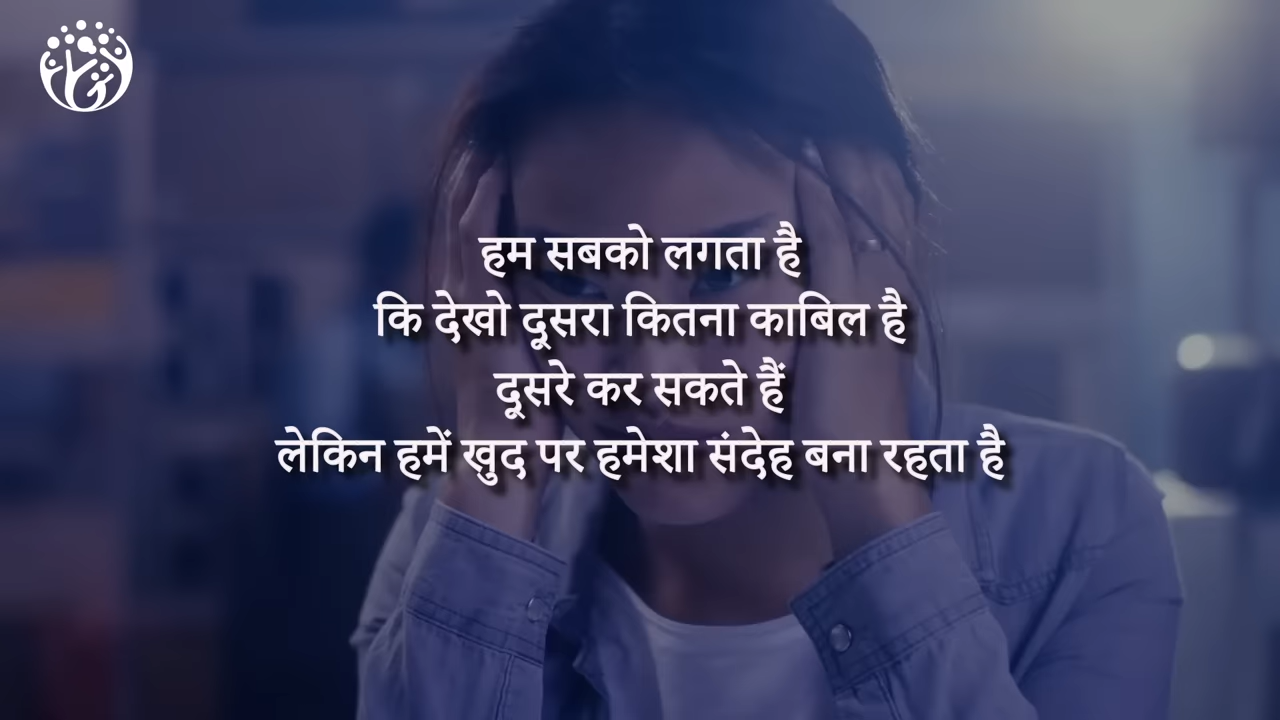 हम सबको लगता है
कि देखो दूसरा कितना काबिल है
दूसरे कर सकते हैं
लेकिन हमें खुद पर हमेशा संदेह बना रहता है